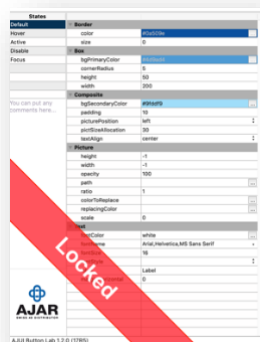 States
Default
Hover
Active
Disable
Focus
You can put any
comments here...
Border
color
size 0
Box
bgPrimaryColor
cornerRadius 5
height 50
width 200
Composite
bgSecondaryColor
padding 10
picturePosition left
pictSizeAllocation 30
textAlign center
Picture
height -1
width -1
opacity 100
path
ratio 1
colorToReplace
replacingColor
scale 0
white
Arial,Helvetica,MS Sans Serif
16
Label
0
Locked
AJAR
AJUI Button Lab 1.2.0 (1785)